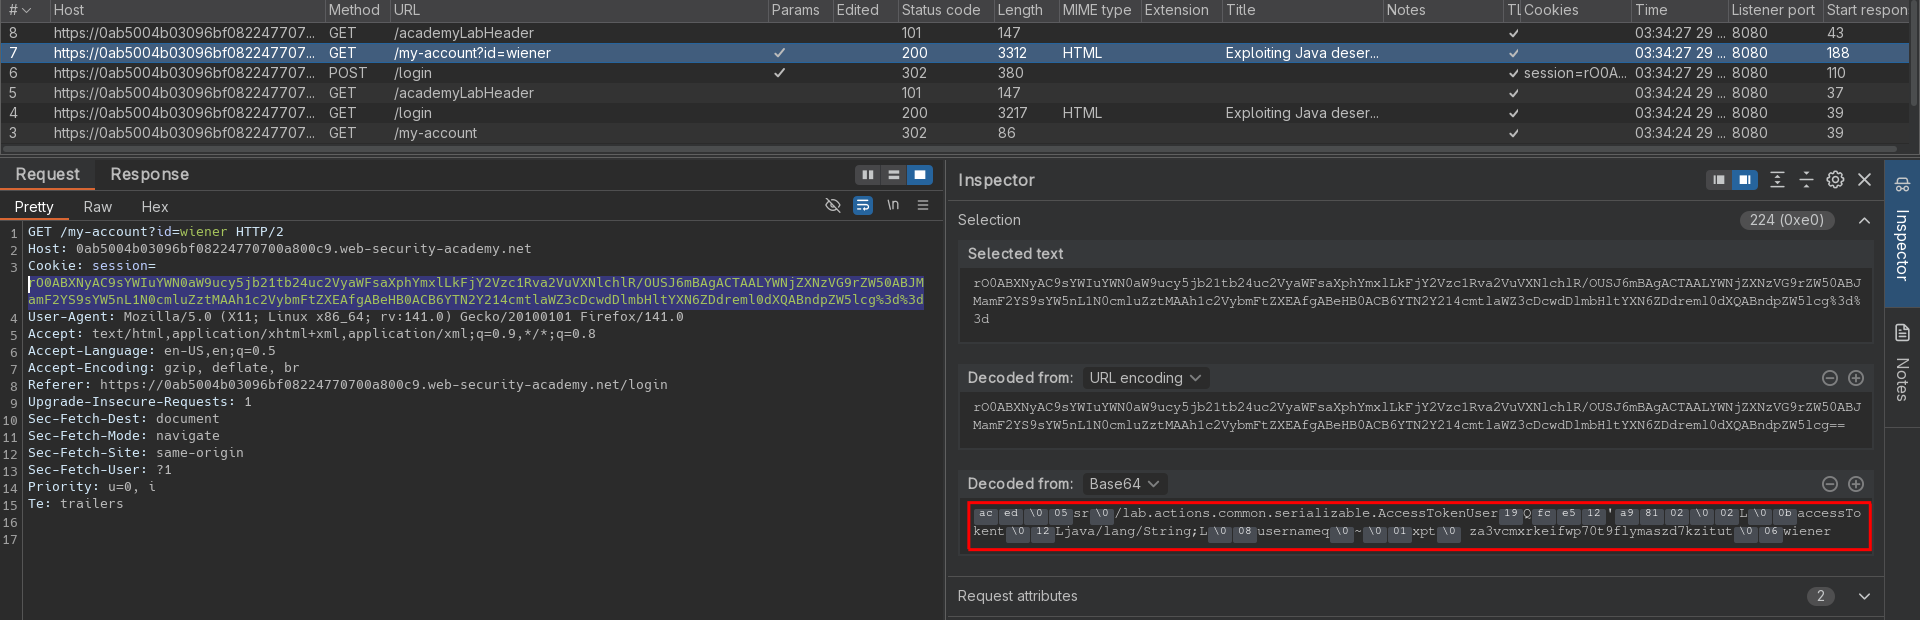 # Host Method URL Params Edited Status code Length MIME type Extension Title Notes TL Cookies Time Listener port Start respon
8 https://0ab5004b03096bf082247707... GET /academyLabHeader 101 147 ✓ 03:34:27 29 ... 8080 43
7 https://0ab5004b03096bf082247707... GET /my-account?id=wiener ✓ 200 3312 HTML Exploiting Java deser... ✓ 03:34:27 29 ... 8080 188
6 https://0ab5004b03096bf082247707... POST /login ✓ 302 380 ✓ session=rO0A... 03:34:27 29 ... 8080 110
5 https://0ab5004b03096bf082247707... GET /academyLabHeader 101 147 ✓ 03:34:24 29 ... 8080 37
4 https://0ab5004b03096bf082247707... GET /login 200 3217 HTML Exploiting Java deser... ✓ 03:34:24 29 ... 8080 39
3 https://0ab5004b03096bf082247707... GET /my-account 302 86 ✓ 03:34:24 29 ... 8080 39
Request Response
Pretty Raw Hex \n
1 GET /my-account?id=wiener HTTP/2
2 Host: 0ab5004b03096bf08224770700a800c9.web-security-academy.net
3 Cookie: session=
rO0ABXNyAC9sYWIuYWN0aW9ucy5jb21tb24uc2VyaWFsaXphYmxlLkFjY2Vzc1Rva2VuVXNlchlR/OUSJ6mBAgACTAALYWNjZXNzVG9rZW50ABJM
amF2YS9sYW5nL1N0cmluZztMAAh1c2VybmFtZXEAfgABeHB0ACB6YTN2Y214cmtlaWZ3cDcwdDlmbHltYXN6ZDdreml0dXQABndpZW5lcg%3d%3d
4 User-Agent: Mozilla/5.0 (X11; Linux x86_64; rv:141.0) Gecko/20100101 Firefox/141.0
5 Accept: text/html,application/xhtml+xml,application/xml;q=0.9,*/*;q=0.8
6 Accept-Language: en-US,en;q=0.5
7 Accept-Encoding: gzip, deflate, br
8 Referer: https://0ab5004b03096bf08224770700a800c9.web-security-academy.net/login
9 Upgrade-Insecure-Requests: 1
10 Sec-Fetch-Dest: document
11 Sec-Fetch-Mode: navigate
12 Sec-Fetch-Site: same-origin
13 Sec-Fetch-User: ?1
14 Priority: u=0, i
15 Te: trailers
16
17
Inspector
Selection 224 (0xe0)
Selected text
rO0ABXNyAC9sYWIuYWN0aW9ucy5jb21tb24uc2VyaWFsaXphYmxlLkFjY2Vzc1Rva2VuVXNlchlR/OUSJ6mBAgACTAALYWNjZXNzVG9rZW50ABJ
MamF2YS9sYW5nL1N0cmluZztMAAh1c2VybmFtZXEAfgABeHB0ACB6YTN2Y214cmtlaWZ3cDcwdDlmbHltYXN6ZDdreml0dXQABndpZW5lcg%3d%
3d
Decoded from: URL encoding
rO0ABXNyAC9sYWIuYWN0aW9ucy5jb21tb24uc2VyaWFsaXphYmxlLkFjY2Vzc1Rva2VuVXNlchlR/OUSJ6mBAgACTAALYWNjZXNzVG9rZW50ABJ
MamF2YS9sYW5nL1N0cmluZztMAAh1c2VybmFtZXEAfgABeHB0ACB6YTN2Y214cmtlaWZ3cDcwdDlmbHltYXN6ZDdreml0dXQABndpZW5lcg==
Decoded from: Base64
ac ed \0 05 sr \0 /lab.actions.common.serializable.AccessTokenUser 19 Q fc e5 12 ' a9 81 02 \0 02 L \0 0b accessTo
kent \0 12 Ljava/lang/String;L \0 08 usernameq \0 ~ \0 01 xpt \0 za3vcmxrkeifwp70t9flymaszd7kzitut \0 06 wiener
Request attributes 2
Inspector
Notes